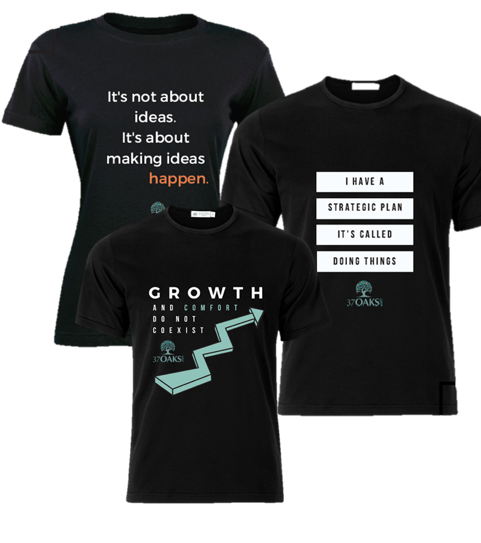 It's not about
ideas.
It's about
making ideas
happen.
I HAVE A
STRATEGIC PLAN
IT'S CALLED
DOING THINGS
37OAKS
GROWTH
AND COMFORT
DO NOT
COEXIST
37OAKS